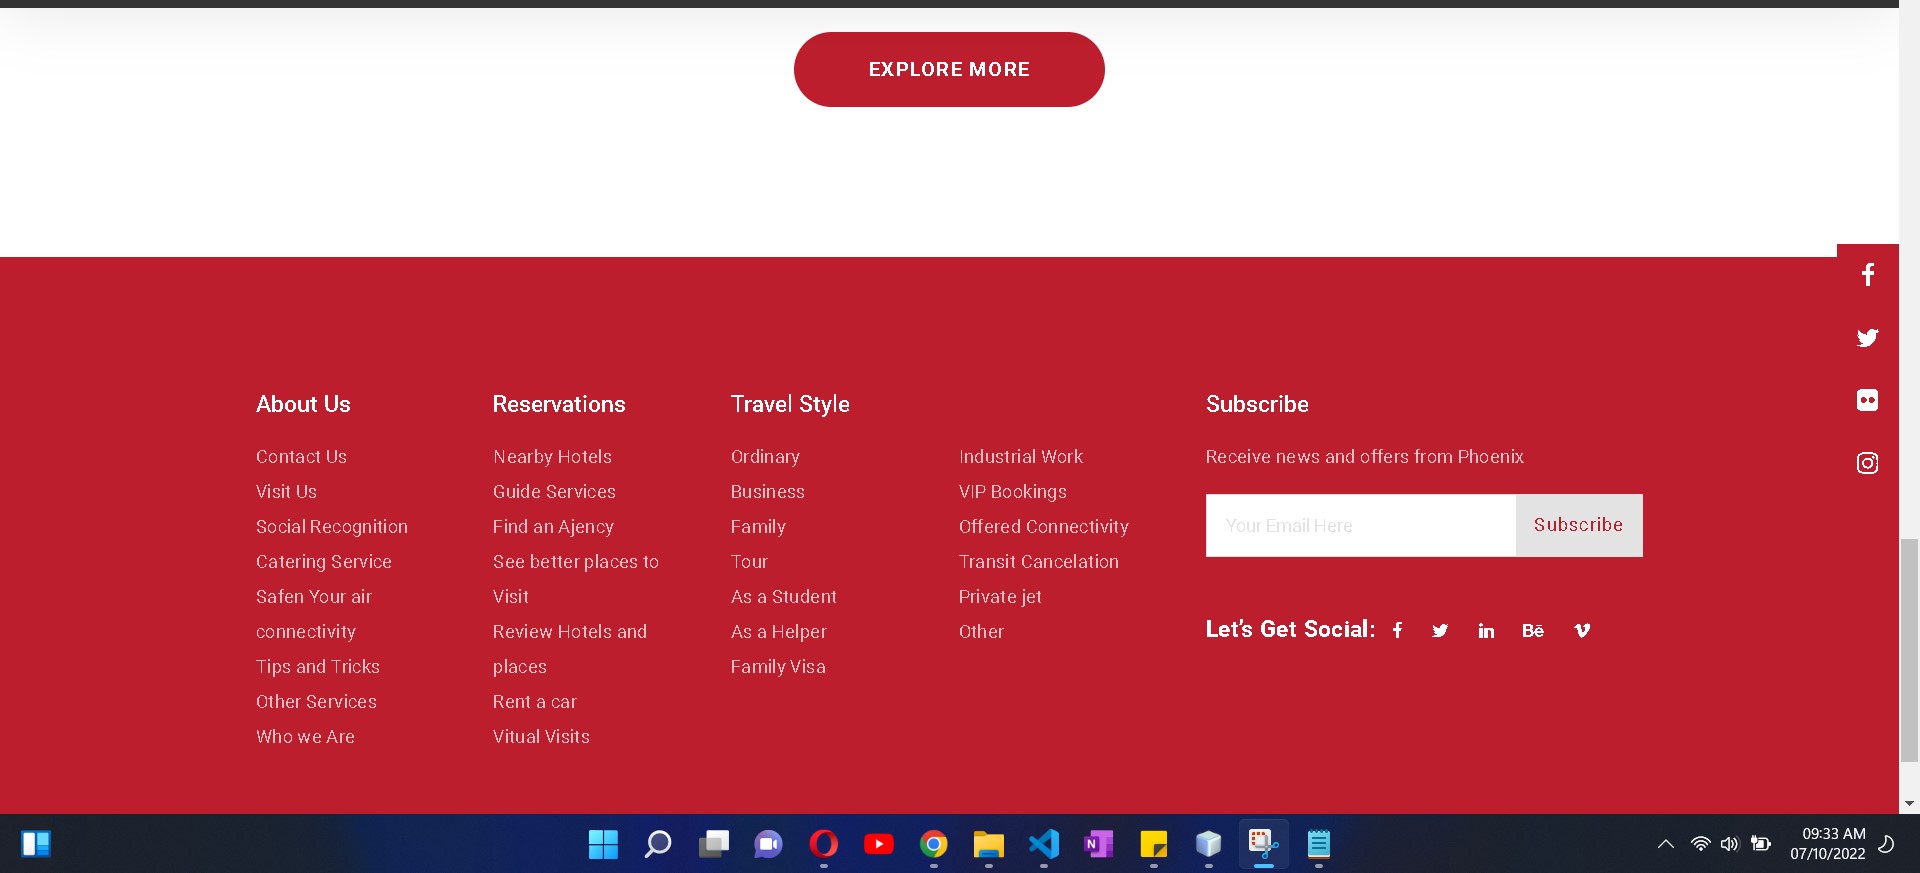 EXPLORE MORE
About Us
Contact Us
Visit Us
Social Recognition
Catering Service
Safen Your air
connectivity
Tips and Tricks
Other Services
Who we Are
Reservations
Nearby Hotels
Guide Services
Find an Ajency
See better places to
Visit
Review Hotels and
places
Rent a car
Vitual Visits
Travel Style
Ordinary
Business
Family
Tour
As a Student
As a Helper
Family Visa
Industrial Work
VIP Bookings
Offered Connectivity
Transit Cancelation
Private jet
Other
Subscribe
Receive news and offers from Phoenix
Your Email Here
Subscribe
Let's Get Social:
09:33 AM
07/10/2022